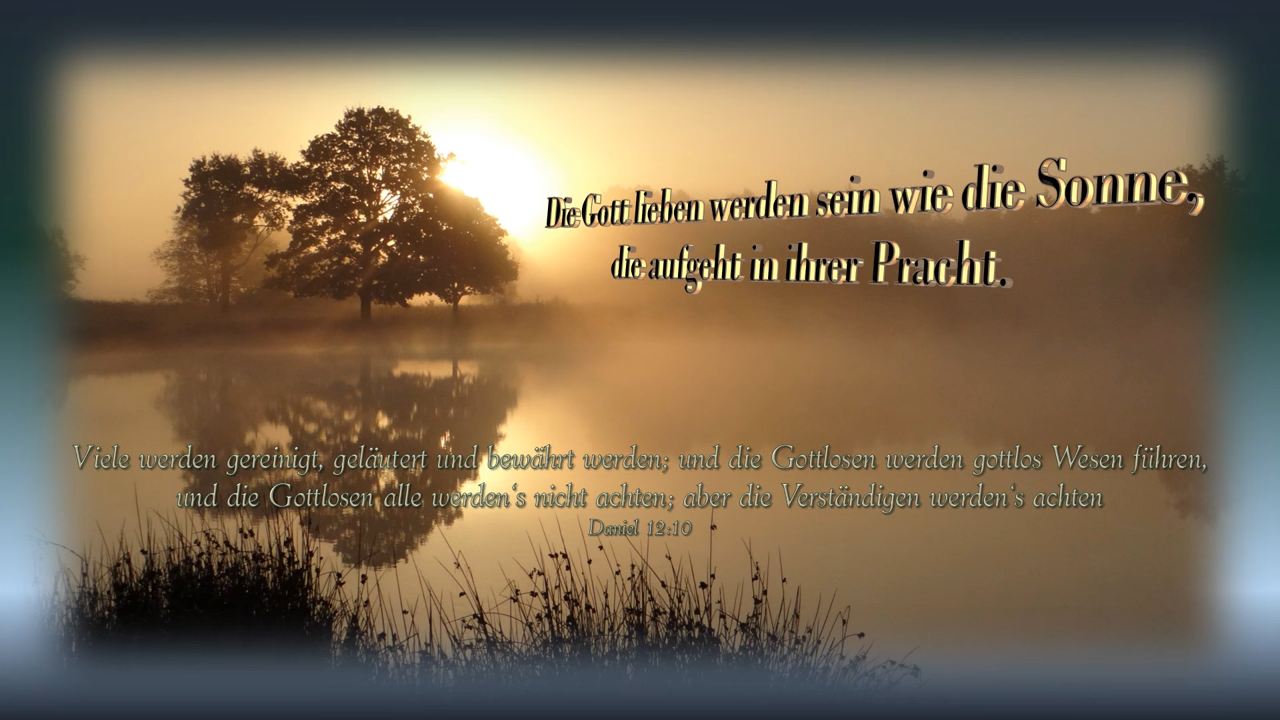 Die Gott lieben werden sein wie die Sonne,
die aufgeht in ihrer Pracht.
Viele werden gereinigt, geläutert und bewährt werden; und die Gottlosen werden gottlos Wesen führen,
und die Gottlosen alle werden's nicht achten; aber die Verständigen werden's achten
Daniel 12:10